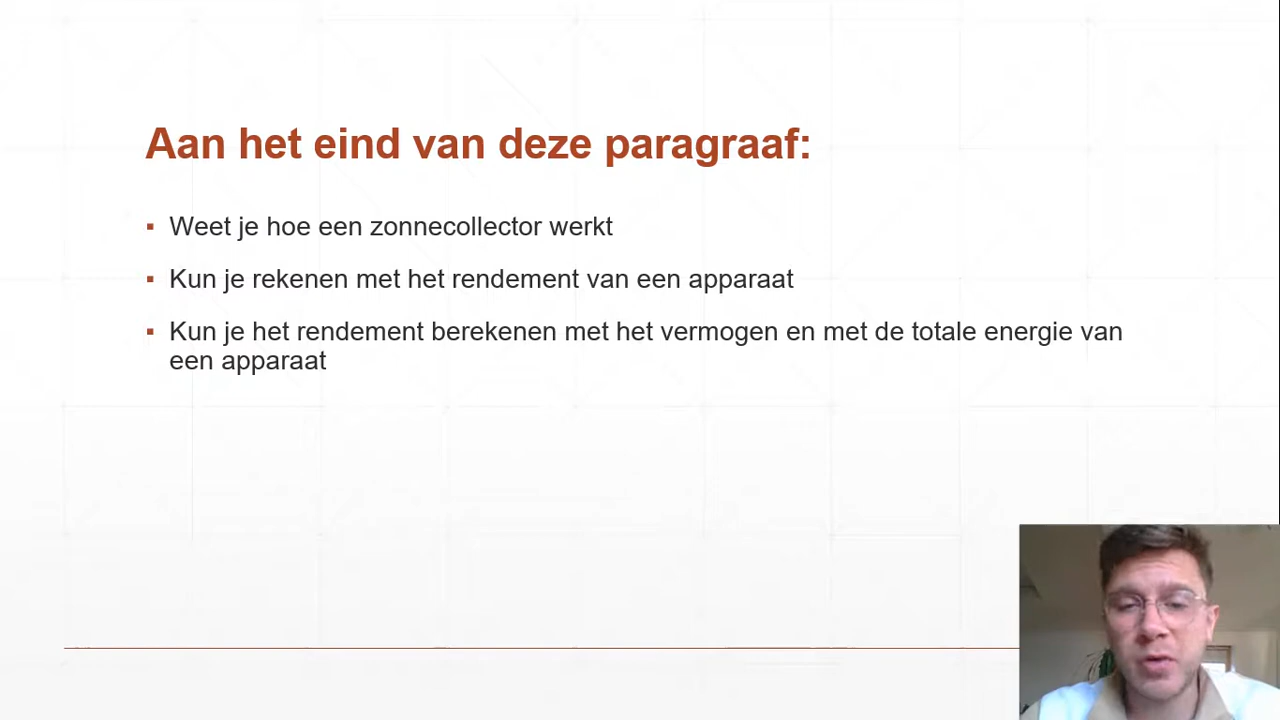 Aan het eind van deze paragraaf:
▪ Weet je hoe een zonnecollector werkt
▪ Kun je rekenen met het rendement van een apparaat
▪ Kun je het rendement berekenen met het vermogen en met de totale energie van
een apparaat